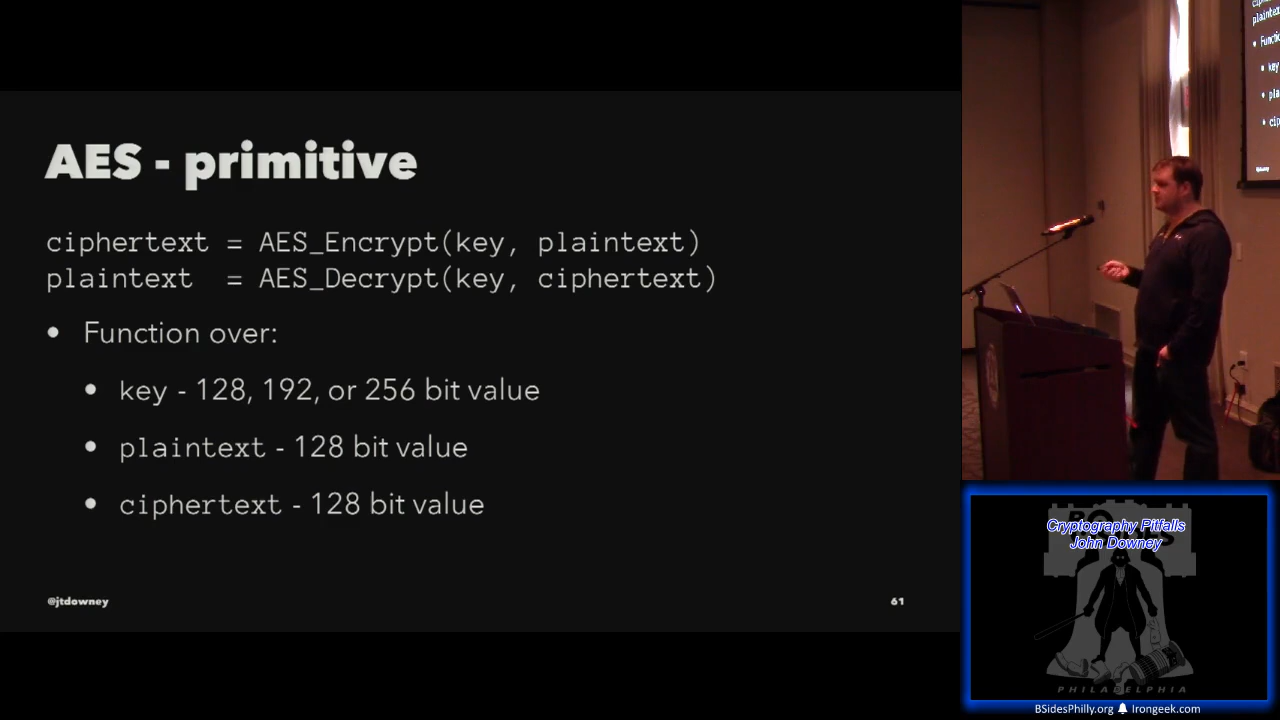 AES - primitive
ciphertext = AES_Encrypt(key, plaintext)
plaintext = AES_Decrypt(key, ciphertext)
• Function over:
• key - 128, 192, or 256 bit value
• plaintext - 128 bit value
• ciphertext - 128 bit value
@jtdowney
61
Cryptography Pitfalls
John Downey
PHILADELPHIA
BSidesPhilly.org Irongeek.com